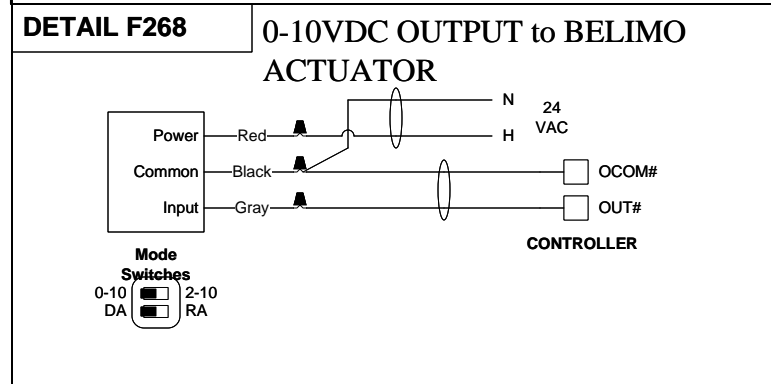 DETAIL F268
0-10VDC OUTPUT to BELIMO
ACTUATOR
N
24
VAC
Power
Red
H
Common
Black
OCOM#
Input
Gray
OUT#
CONTROLLER
Mode
Switches
0-10
2-10
DA
RA